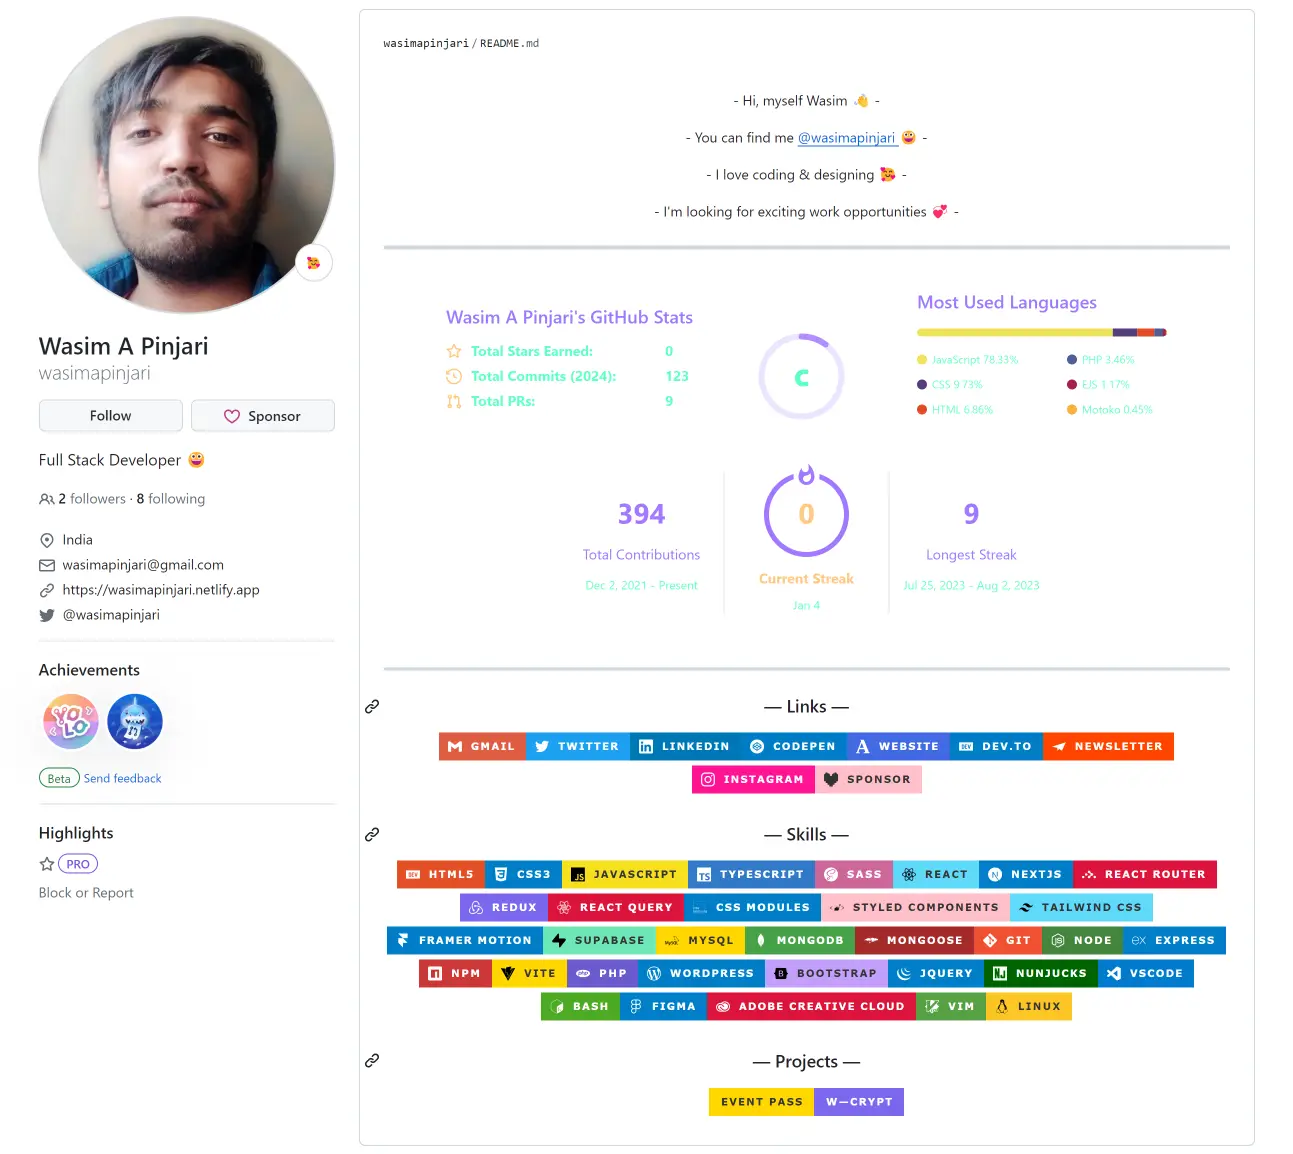 Wasim A Pinjari
wasimapinjari
Follow
Sponsor
Full Stack Developer
2 followers · 8 following
India
wasimapinjari@gmail.com
https://wasimapinjari.netlify.app
@wasimapinjari
Achievements
YOLO
Beta Send feedback
Highlights
PRO
Block or Report
wasimapinjari / README.md
- Hi, myself Wasim 👋 -
- You can find me @wasimapinjari 😀 -
- I love coding & designing 🥰 -
- I'm looking for exciting work opportunities 💞 -
Wasim A Pinjari's GitHub Stats
Total Stars Earned: 0
Total Commits (2024): 123
Total PRs: 9
C
Most Used Languages
JavaScript 78.33% PHP 3.46%
CSS 9.73% EJS 1.17%
HTML 6.86% Motoko 0.45%
394
Total Contributions
Dec 2, 2021 - Present
0
Current Streak
Jan 4
9
Longest Streak
Jul 25, 2023 - Aug 2, 2023
— Links —
GMAIL TWITTER LINKEDIN CODEPEN WEBSITE DEV.TO NEWSLETTER
INSTAGRAM SPONSOR
— Skills —
HTML5 CSS3 JAVASCRIPT TYPESCRIPT SASS REACT NEXTJS REACT ROUTER
REDUX REACT QUERY CSS MODULES STYLED COMPONENTS TAILWIND CSS
FRAMER MOTION SUPABASE MYSQL MONGODB MONGOOSE GIT NODE EXPRESS
NPM VITE PHP WORDPRESS BOOTSTRAP JQUERY NUNJUCKS VSCODE
BASH FIGMA ADOBE CREATIVE CLOUD VIM LINUX
— Projects —
EVENT PASS W—CRYPT